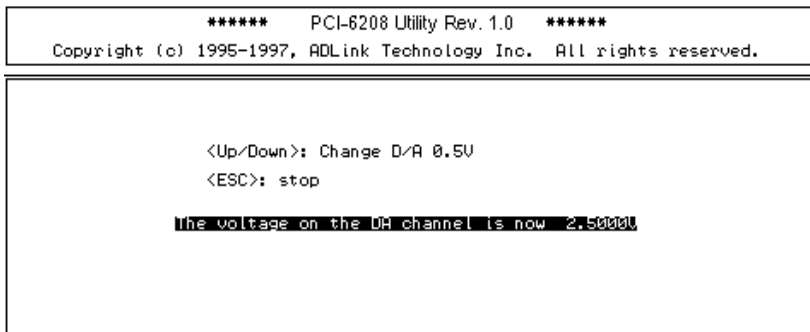 ****** PCI-6208 Utility Rev. 1.0 ******
Copyright (c) 1995-1997, ADLink Technology Inc. All rights reserved.
<Up/Down>: Change D/A 0.5V
<ESC>: stop
The voltage on the DA channel is now 2.5000V